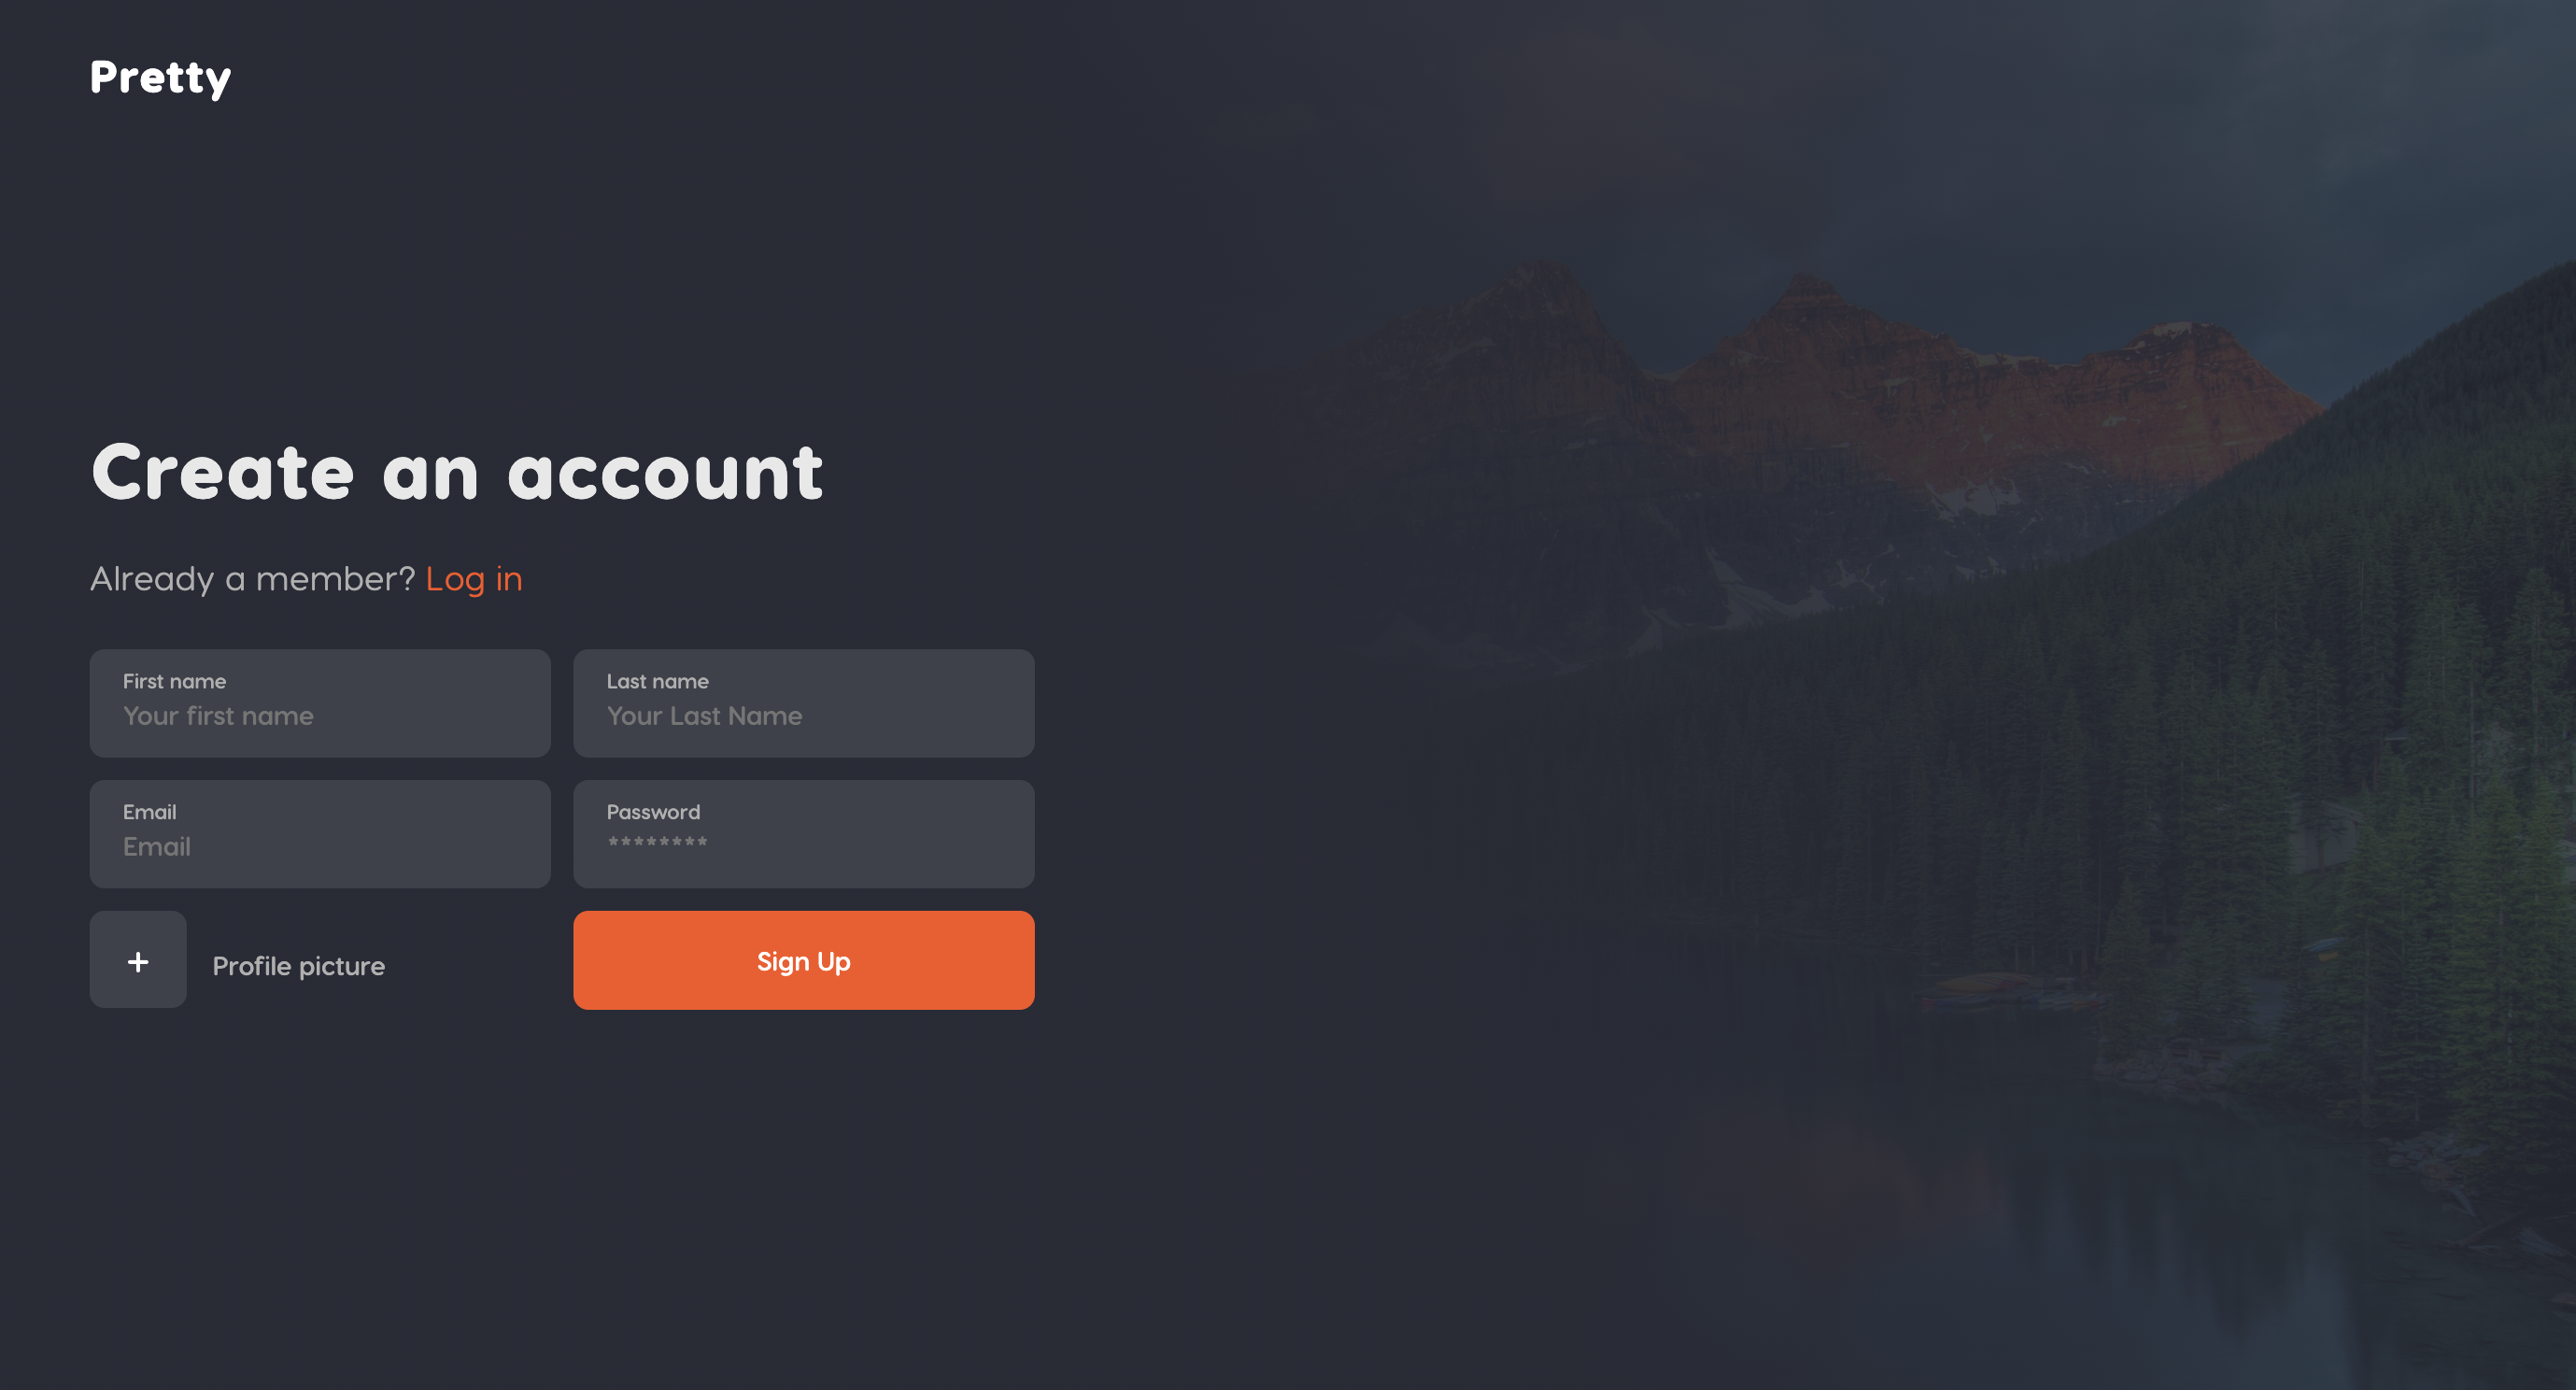 Pretty
Create an account
Already a member? Log in
First name
Your first name
Last name
Your Last Name
Email
Email
Password
********
+
Profile picture
Sign Up